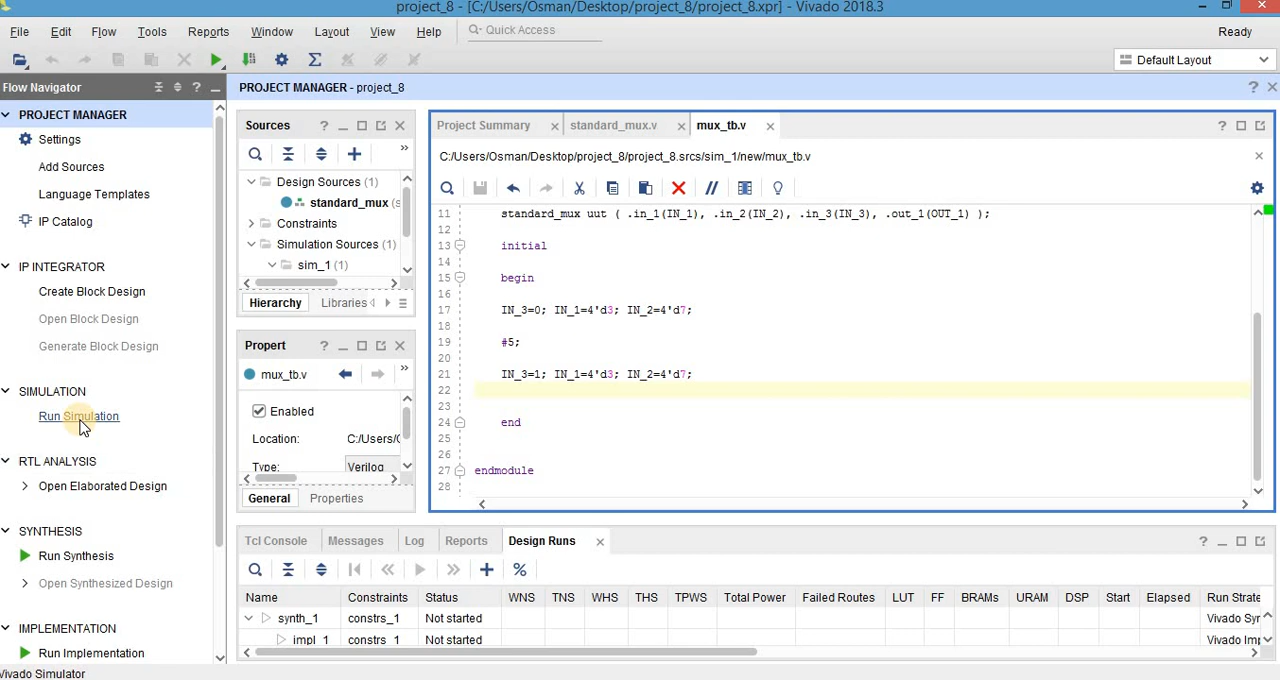 project_8 - [C:/Users/Osman/Desktop/project_8/project_8.xpr] - Vivado 2018.3
File Edit Flow Tools Reports Window Layout View Help Quick Access Ready
Default Layout
Flow Navigator
PROJECT MANAGER - project_8
PROJECT MANAGER
Settings
Add Sources
Language Templates
IP Catalog
IP INTEGRATOR
Create Block Design
Open Block Design
Generate Block Design
SIMULATION
Run Simulation
RTL ANALYSIS
Open Elaborated Design
SYNTHESIS
Run Synthesis
Open Synthesized Design
IMPLEMENTATION
Run Implementation
Sources
Design Sources (1)
standard_mux (s
Constraints
Simulation Sources (1)
sim_1 (1)
Hierarchy Libraries
Propert
mux_tb.v
Enabled
Location: C:/Users/
Type: Verilog
General Properties
Project Summary standard_mux.v mux_tb.v
C:/Users/Osman/Desktop/project_8/project_8.srcs/sim_1/new/mux_tb.v
11 standard_mux uut ( .in_1(IN_1), .in_2(IN_2), .in_3(IN_3), .out_1(OUT_1) );
12
13 initial
14
15 begin
16
17 IN_3=0; IN_1=4'd3; IN_2=4'd7;
18
19 #5;
20
21 IN_3=1; IN_1=4'd3; IN_2=4'd7;
22
23
24 end
25
26
27 endmodule
28
Tcl Console Messages Log Reports Design Runs
Name Constraints Status WNS TNS WHS THS TPWS Total Power Failed Routes LUT FF BRAMs URAM DSP Start Elapsed Run Strate
synth_1 constrs_1 Not started Vivado Syr
impl_1 constrs_1 Not started Vivado Imp
Vivado Simulator